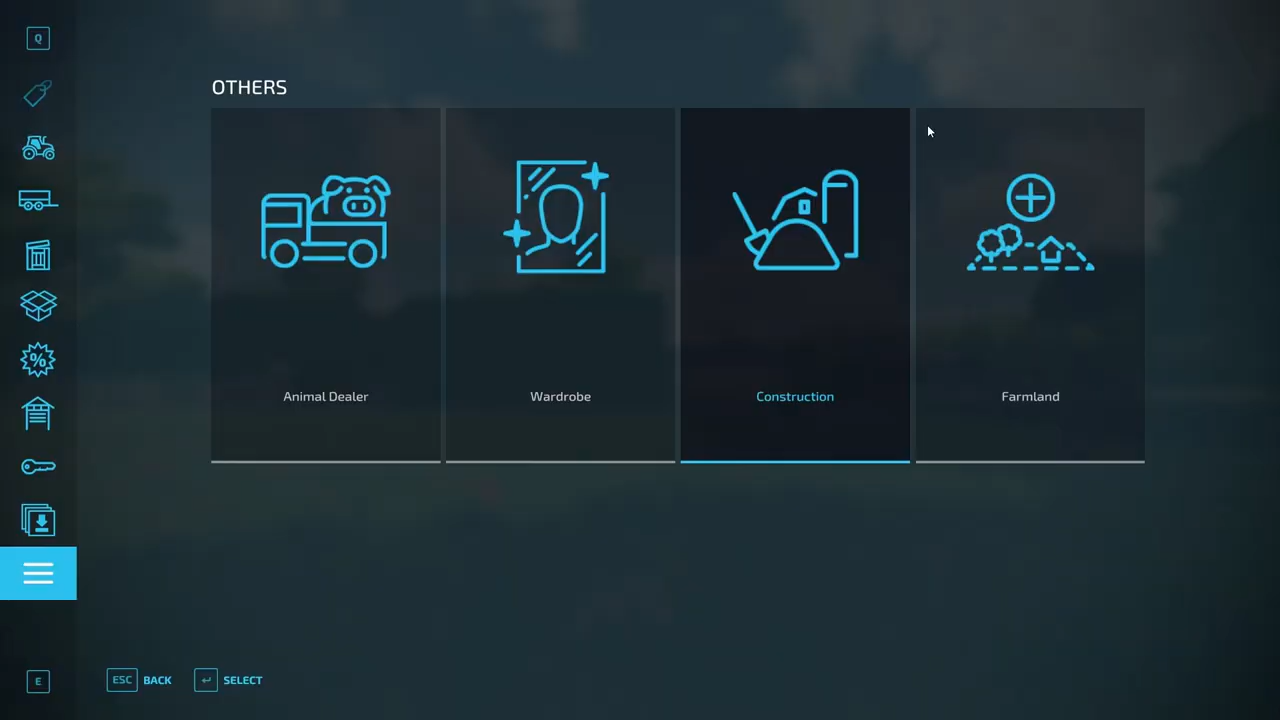 Q
OTHERS
Animal Dealer
Wardrobe
Construction
Farmland
%
E
ESC BACK ↵ SELECT